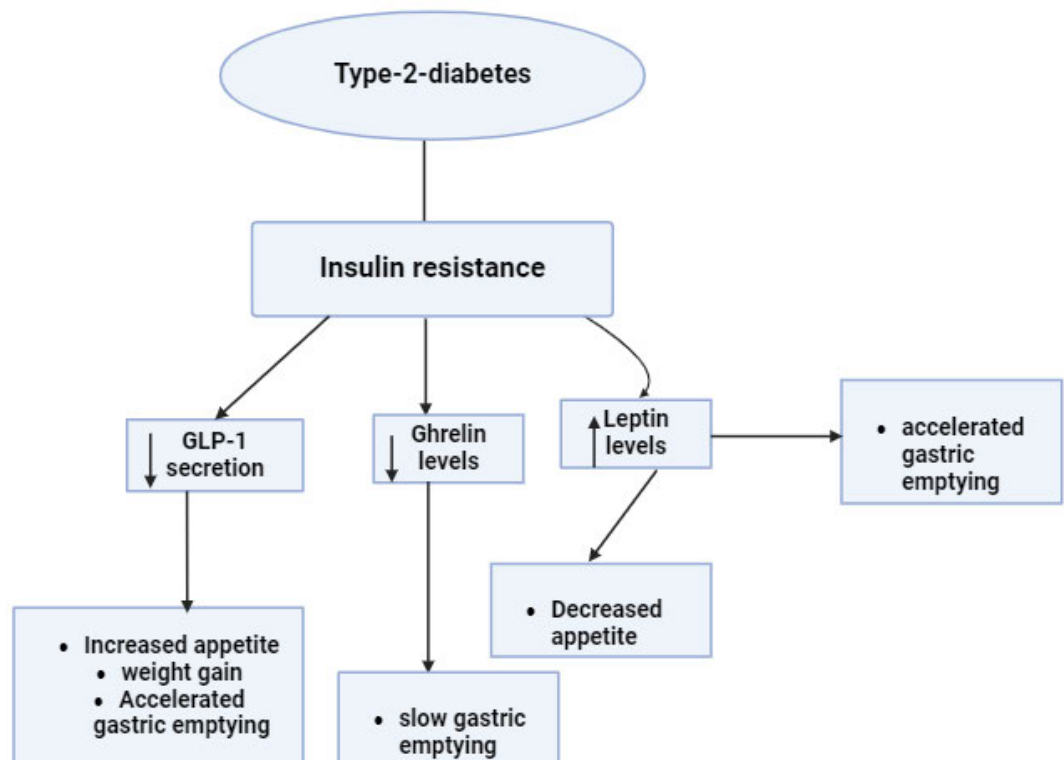 Type-2-diabetes
Insulin resistance
GLP-1
secretion
Ghrelin
levels
Leptin
levels
• accelerated
gastric
emptying
• Decreased
appetite
• Increased appetite
• weight gain
• Accelerated
gastric emptying
• slow gastric
emptying